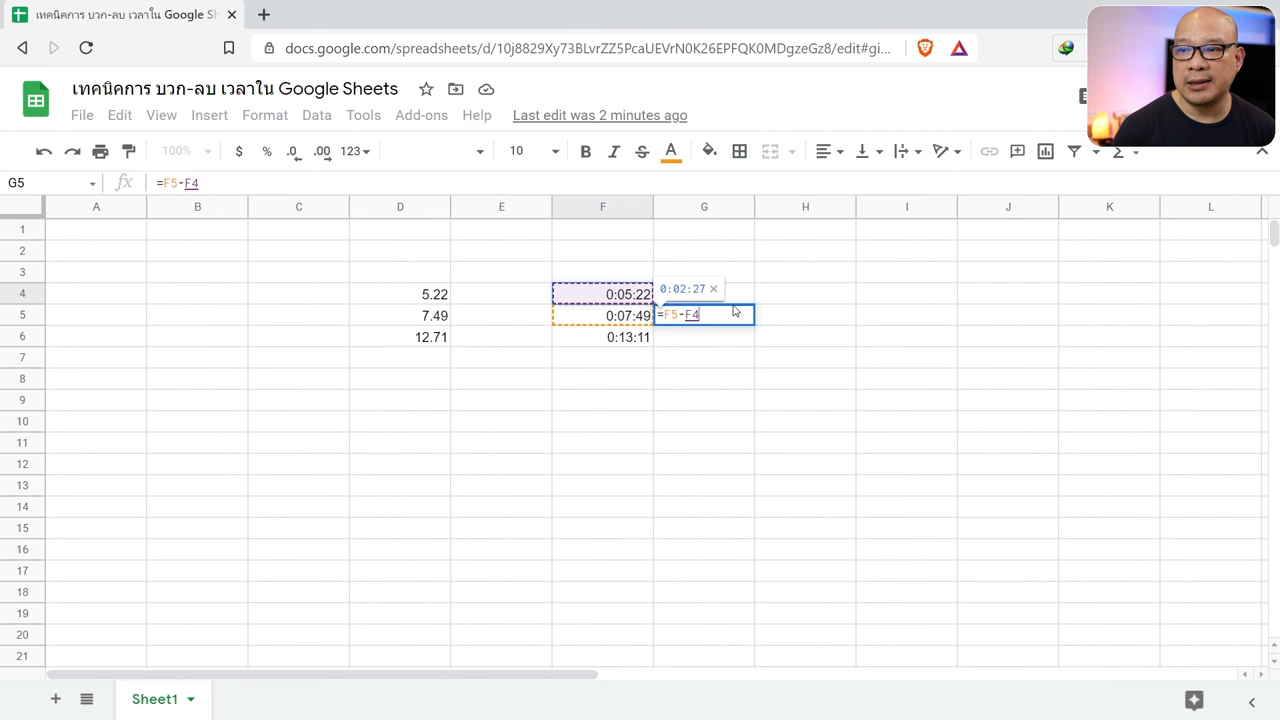 เทคนิคการ บวก-ลบ เวลาใน Google Sh
docs.google.com/spreadsheets/d/1g8829Xy73BLvrZZ5PcaUEVrN0K26EPFQK0MDgzeGz8/edit#gi...
เทคนิคการ บวก-ลบ เวลาใน Google Sheets
File Edit View Insert Format Data Tools Add-ons Help Last edit was 2 minutes ago
100% $ % .0 .00 123 10 B I S A Σ
G5 fx =F5-F4
A B C D E F G H I J K L
1
2
3
4 5.22 0:05:22 0:02:27 ×
5 7.49 0:07:49 =F5-F4
6 12.71 0:13:11
7
8
9
10
11
12
13
14
15
16
17
18
19
20
21
Sheet1